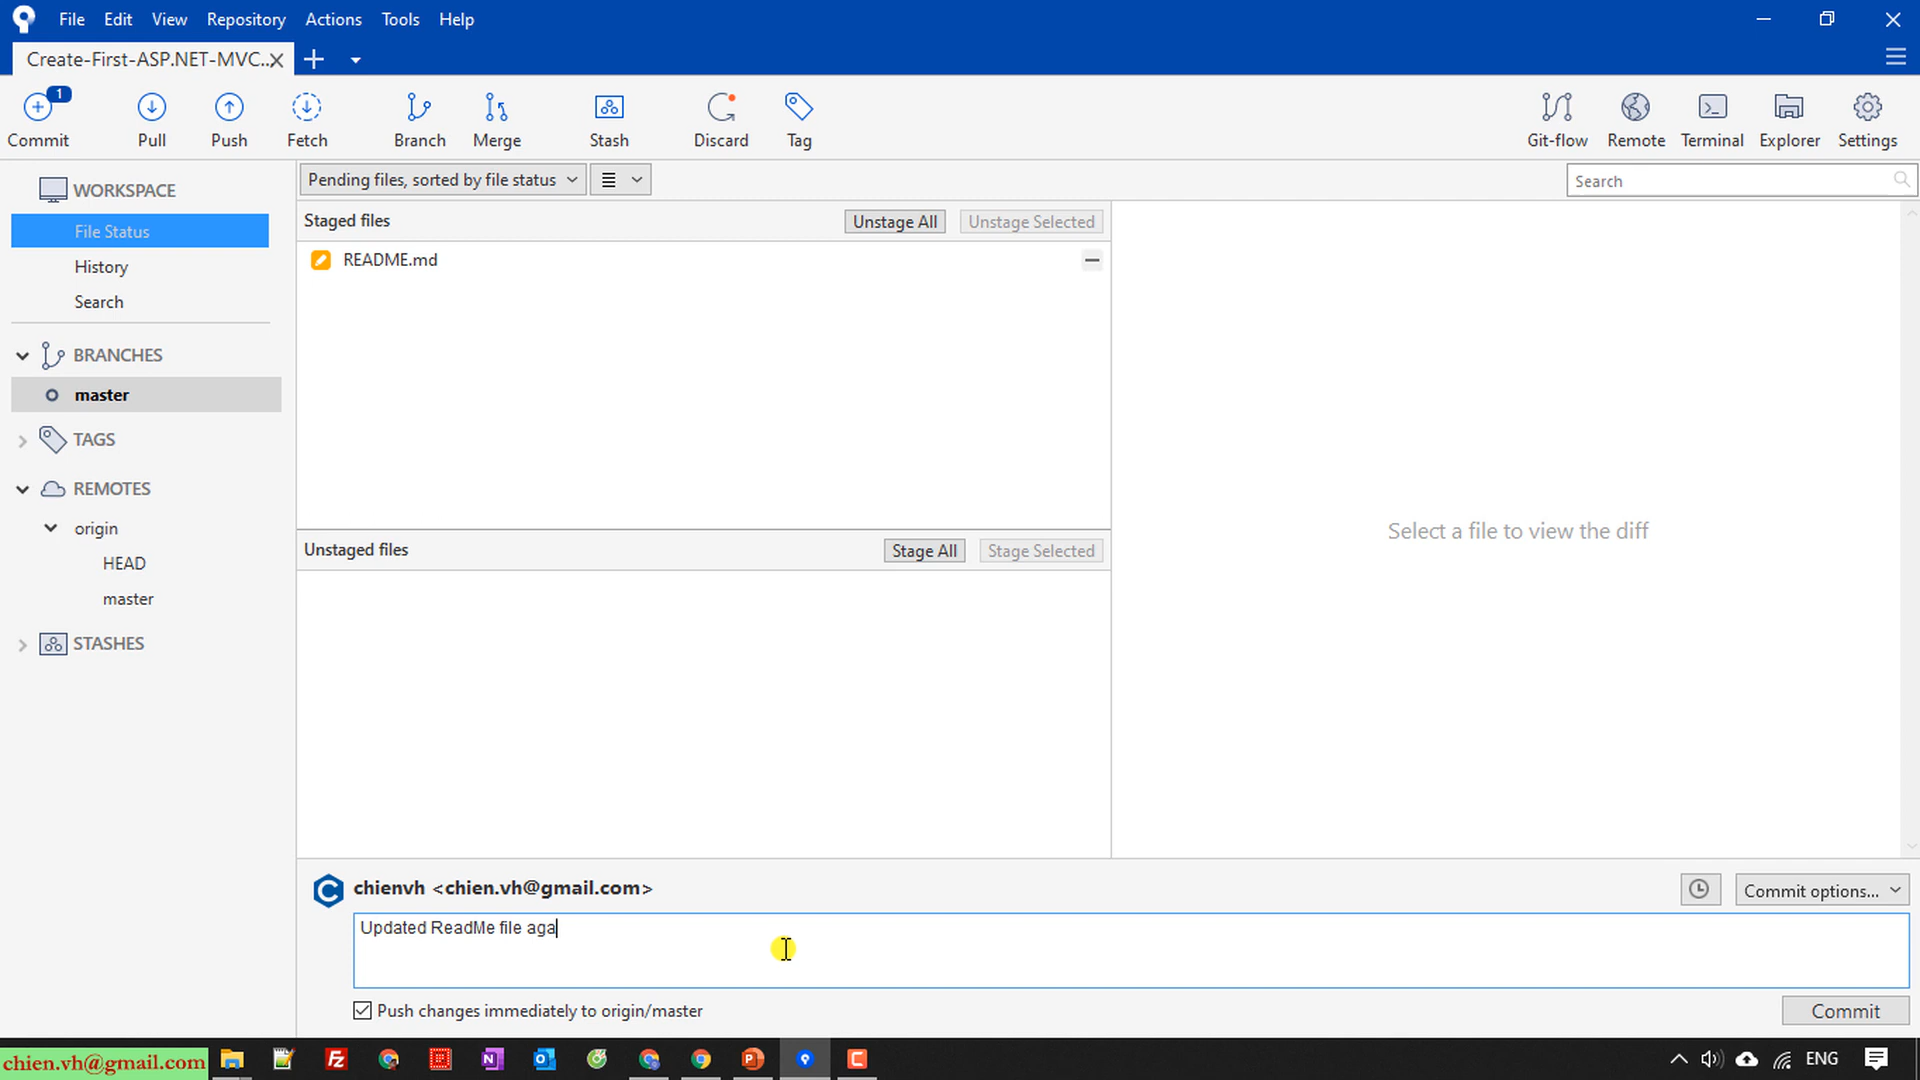 File Edit View Repository Actions Tools Help
Create-First-ASP.NET-MVC..
1
Commit Pull Push Fetch Branch Merge Stash Discard Tag Git-flow Remote Terminal Explorer Settings
WORKSPACE
File Status
History
Search
BRANCHES
master
TAGS
REMOTES
origin
HEAD
master
STASHES
Pending files, sorted by file status
Search
Staged files Unstage All Unstage Selected
README.md
Unstaged files Stage All Stage Selected
Select a file to view the diff
chienvh <chien.vh@gmail.com>
Commit options...
Updated ReadMe file aga
Push changes immediately to origin/master
Commit
chien.vh@gmail.com
ENG